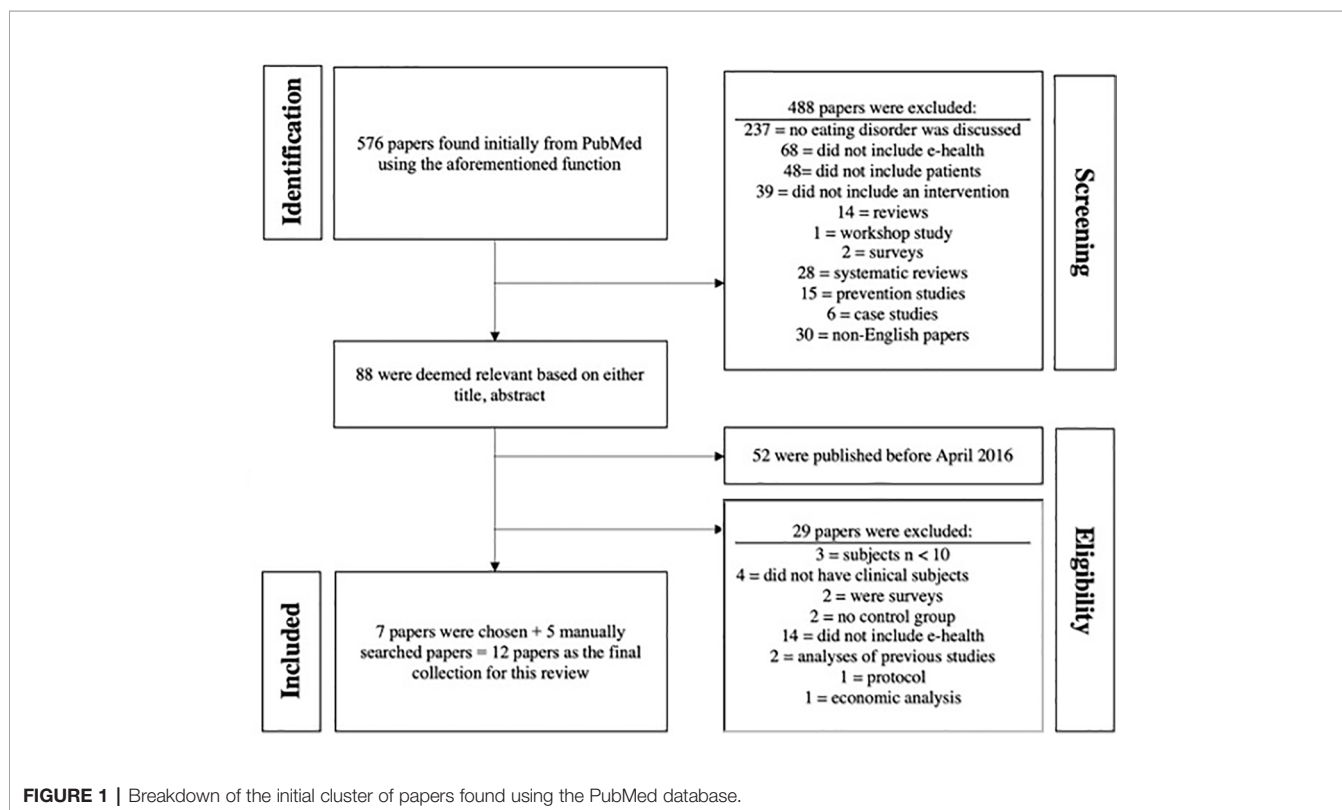 Identification
576 papers found initially from PubMed
using the aforementioned function
488 papers were excluded:
237 = no eating disorder was discussed
68 = did not include e-health
48= did not include patients
39 = did not include an intervention
14 = reviews
1 = workshop study
2 = surveys
28 = systematic reviews
15 = prevention studies
6 = case studies
30 = non-English papers
Screening
88 were deemed relevant based on either
title, abstract
52 were published before April 2016
29 papers were excluded:
3 = subjects n < 10
4 = did not have clinical subjects
2 = were surveys
2 = no control group
14 = did not include e-health
2 = analyses of previous studies
1 = protocol
1 = economic analysis
Eligibility
Included
7 papers were chosen + 5 manually
searched papers = 12 papers as the final
collection for this review
FIGURE 1 | Breakdown of the initial cluster of papers found using the PubMed database.